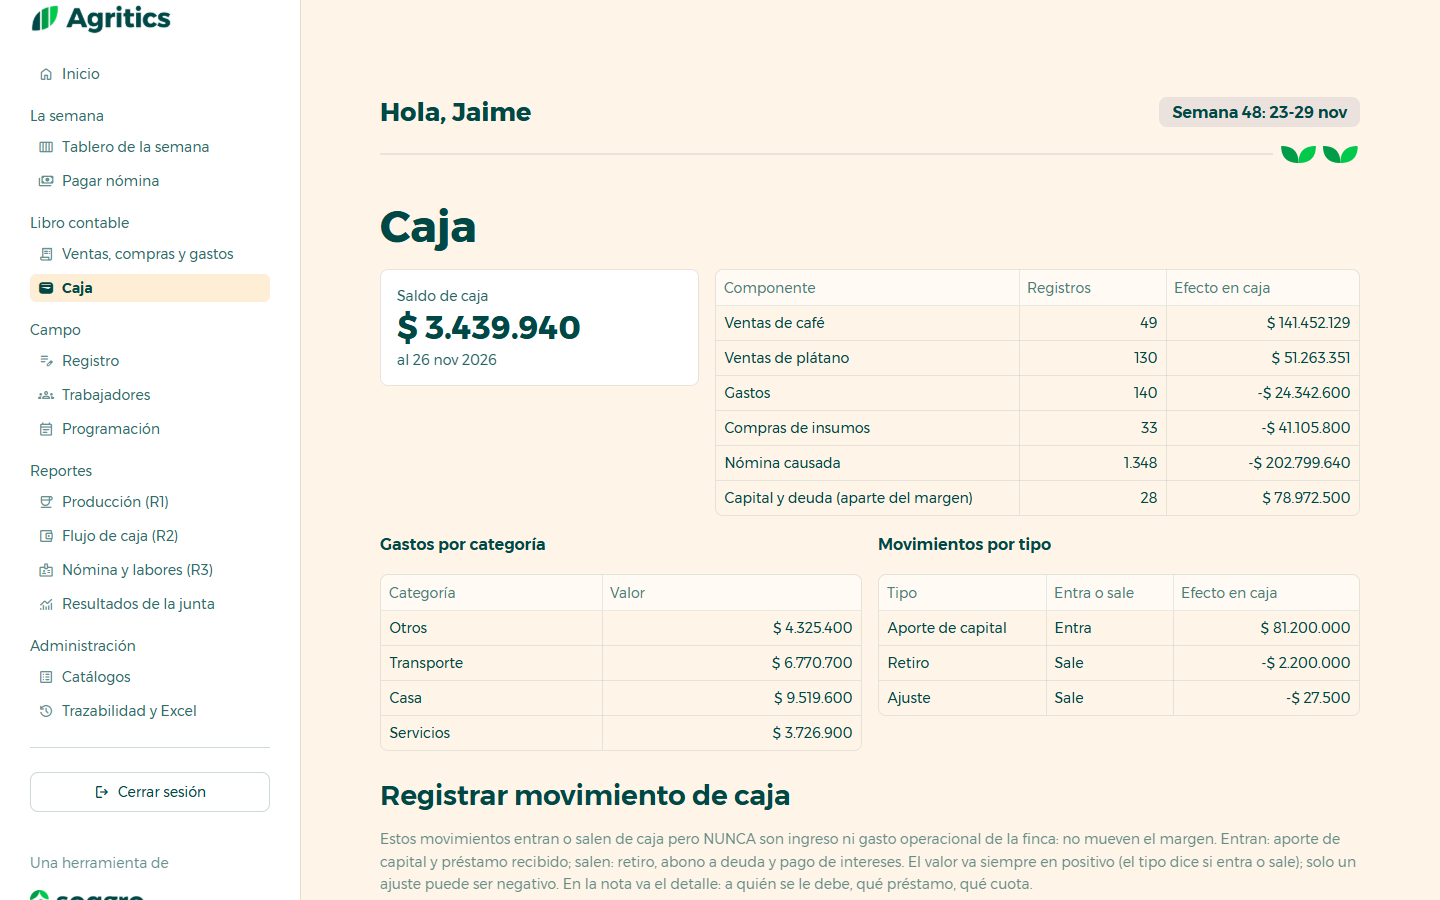 Agritics
Inicio
La semana
Tablero de la semana
Pagar nómina
Libro contable
Ventas, compras y gastos
Caja
Campo
Registro
Trabajadores
Programación
Reportes
Producción (R1)
Flujo de caja (R2)
Nómina y labores (R3)
Resultados de la junta
Administración
Catálogos
Trazabilidad y Excel
Cerrar sesión
Una herramienta de
Hola, Jaime
Semana 48: 23-29 nov
Caja
Saldo de caja
$ 3.439.940
al 26 nov 2026
Componente Registros Efecto en caja
Ventas de café 49 $ 141.452.129
Ventas de plátano 130 $ 51.263.351
Gastos 140 -$ 24.342.600
Compras de insumos 33 -$ 41.105.800
Nómina causada 1.348 -$ 202.799.640
Capital y deuda (aparte del margen) 28 $ 78.972.500
Gastos por categoría
Categoría Valor
Otros $ 4.325.400
Transporte $ 6.770.700
Casa $ 9.519.600
Servicios $ 3.726.900
Movimientos por tipo
Tipo Entra o sale Efecto en caja
Aporte de capital Entra $ 81.200.000
Retiro Sale -$ 2.200.000
Ajuste Sale -$ 27.500
Registrar movimiento de caja
Estos movimientos entran o salen de caja pero NUNCA son ingreso ni gasto operacional de la finca: no mueven el margen. Entran: aporte de
capital y préstamo recibido; salen: retiro, abono a deuda y pago de intereses. El valor va siempre en positivo (el tipo dice si entra o sale); solo un
ajuste puede ser negativo. En la nota va el detalle: a quién se le debe, qué préstamo, qué cuota.